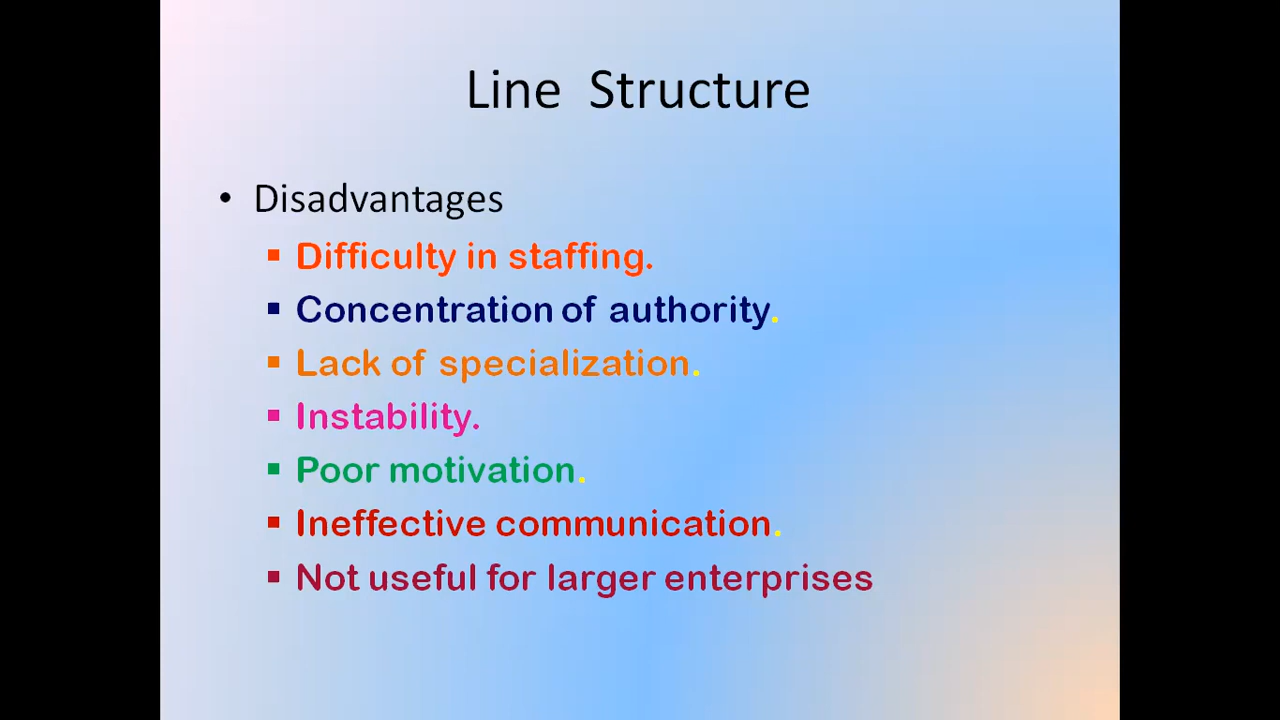 Line Structure
• Disadvantages
▪ Difficulty in staffing.
▪ Concentration of authority.
▪ Lack of specialization.
▪ Instability.
▪ Poor motivation.
▪ Ineffective communication.
▪ Not useful for larger enterprises